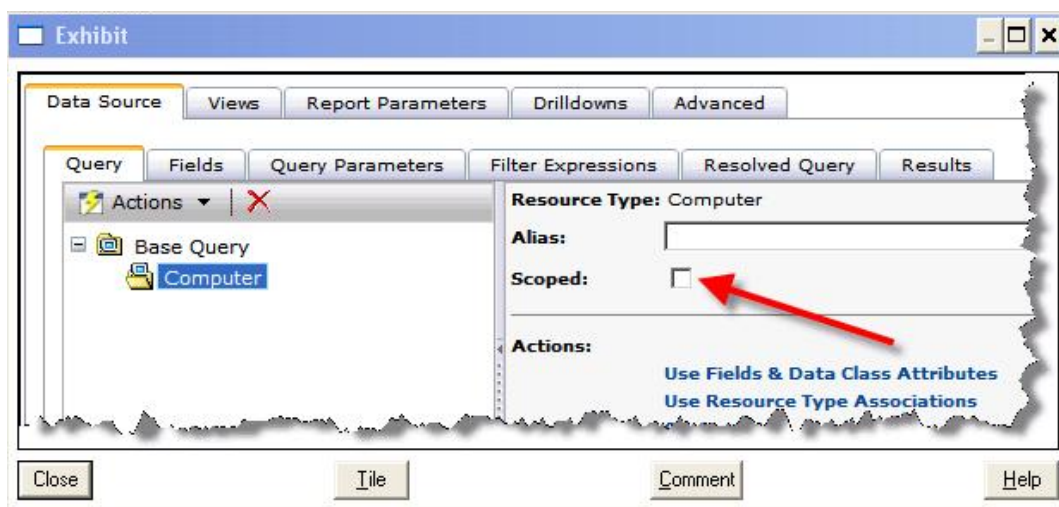 Exhibit
Data Source Views Report Parameters Drilldowns Advanced
Query Fields Query Parameters Filter Expressions Resolved Query Results
Actions
Resource Type: Computer
Base Query
Alias:
Computer
Scoped:
Actions:
Use Fields & Data Class Attributes
Use Resource Type Associations
Close Tile Comment Help